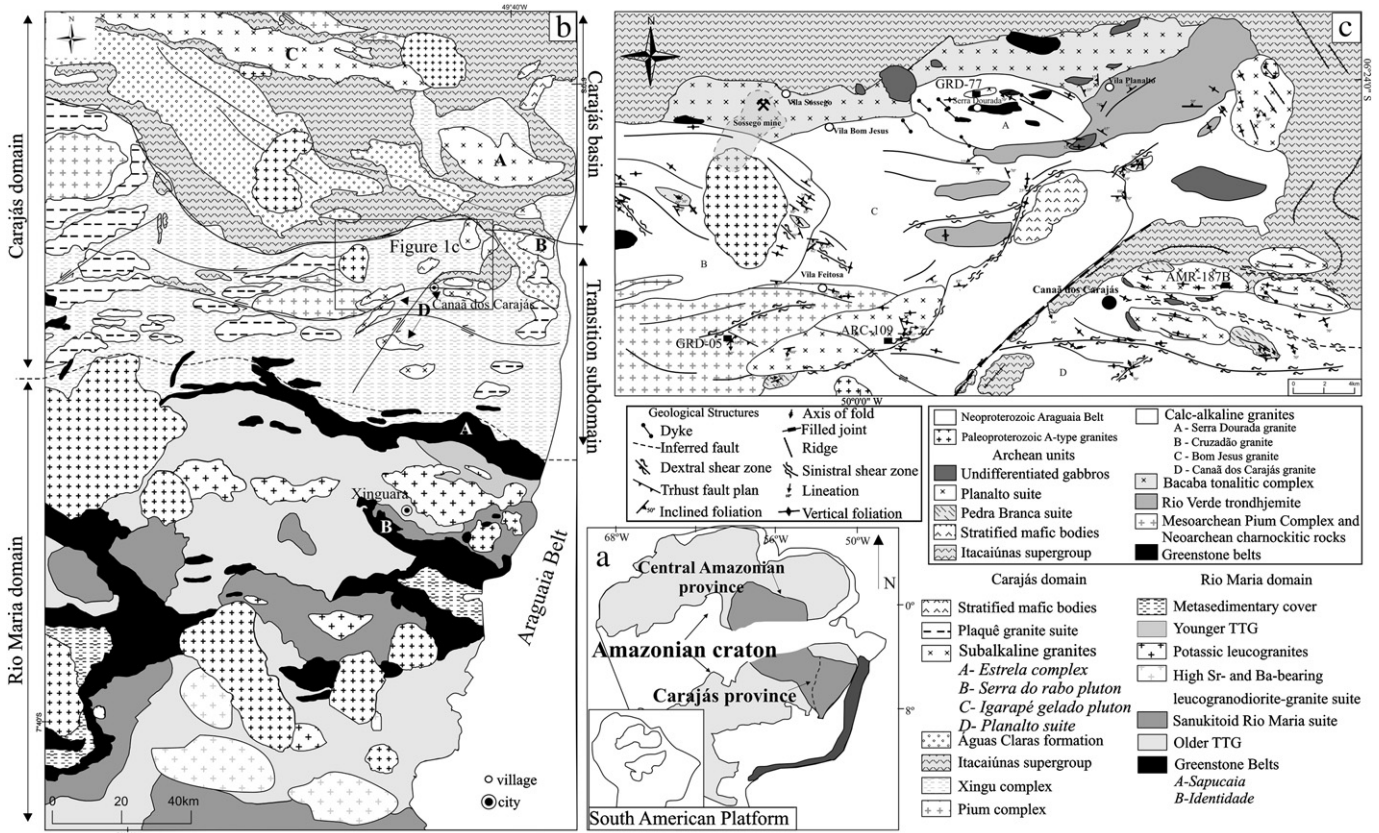 49°40' W
b
N
C
A
Figure 1c
B
D
Canaã dos Carajás
A
Xinguara
B
Araguaia Belt
village
city
0 20 40km
Carajás domain
Rio Maria domain
7°40'S
Carajás basin
Transition subdomain
c
N
GRD-77
Serra Dourada
A
Vila Planalto
Vila Sossego
Sossego mine
Vila Bom Jesus
C
B
Vila Feitosa
AMR-187B
Canaã dos Carajás
ARC-109
GRD-05
D
0 2 4km
06°24'0" S
50°0'0" W
Geological Structures
Dyke
Inferred fault
Dextral shear zone
Trhust fault plan
Inclined foliation
Axis of fold
Filled joint
Ridge
Sinistral shear zone
Lineation
Vertical foliation
Neoproterozoic Araguaia Belt
Paleoproterozoic A-type granites
Archean units
Undifferentiated gabbros
Planalto suite
Pedra Branca suite
Stratified mafic bodies
Itacaiúnas supergroup
Calc-alkaline granites
A - Serra Dourada granite
B - Cruzadão granite
C - Bom Jesus granite
D - Canaã dos Carajás granite
Bacaba tonalitic complex
Rio Verde trondhjemite
Mesoarchean Pium Complex and
Neoarchean charnockitic rocks
Greenstone belts
a
68°W
56°W
50°W
N
0°
8°
Central Amazonian
province
Amazonian craton
Carajás province
South American Platform
Carajás domain
Stratified mafic bodies
Plaquê granite suite
Subalkaline granites
A- Estrela complex
B- Serra do rabo pluton
C- Igarapé gelado pluton
D- Planalto suite
Águas Claras formation
Itacaiúnas supergroup
Xingu complex
Pium complex
Rio Maria domain
Metasedimentary cover
Younger TTG
Potassic leucogranites
High Sr- and Ba-bearing
leucogranodiorite-granite suite
Sanukitoid Rio Maria suite
Older TTG
Greenstone Belts
A-Sapucaia
B-Identidade